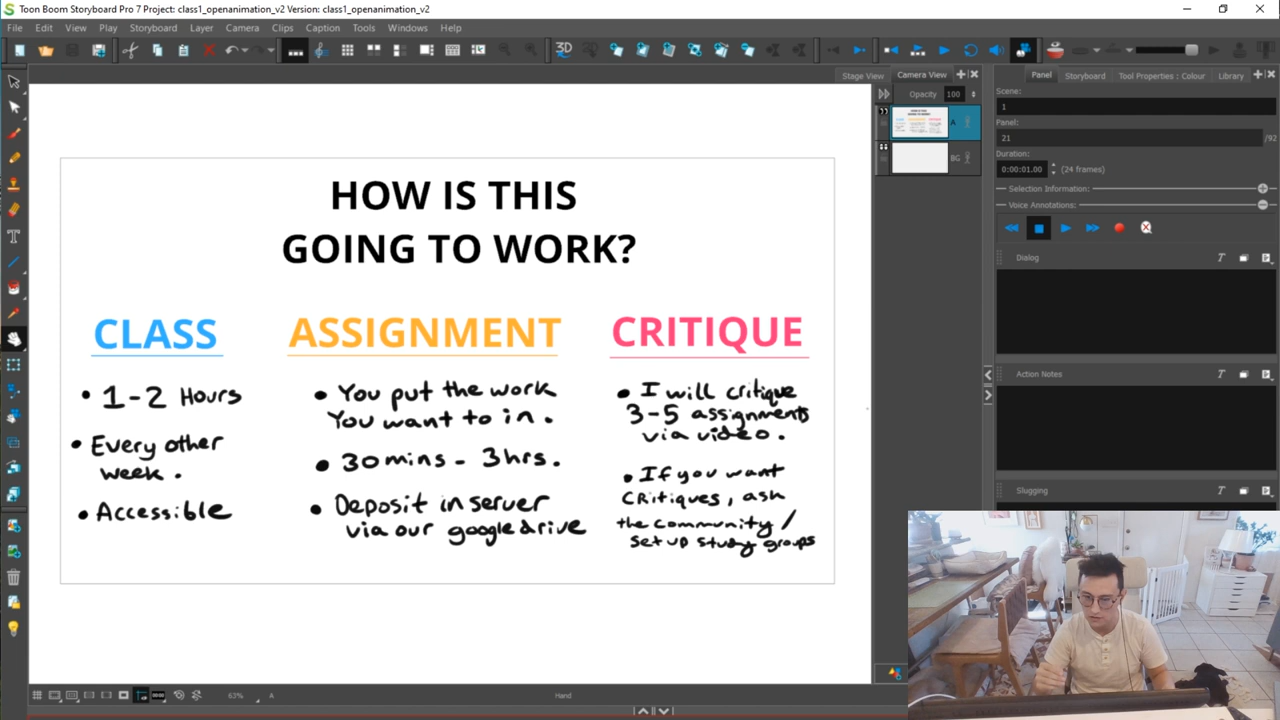 Toon Boom Storyboard Pro 7 Project: class1_openanimation_v2 Version: class1_openanimation_v2
File Edit View Play Storyboard Layer Camera Clips Caption Tools Windows Help
3D
Stage View Camera View
Opacity 100
A
BG
Panel Storyboard Tool Properties : Colour Library
Scene:
1
Panel:
21 /92
Duration:
0:00:01.00 (24 frames)
Selection Information:
Voice Annotations:
Dialog
Action Notes
Slugging
HOW IS THIS
GOING TO WORK?
CLASS
• 1-2 Hours
• Every other
week.
• Accessible
ASSIGNMENT
• You put the work
You want to in.
• 30mins - 3hrs.
• Deposit in server
via our google drive
CRITIQUE
• I will critique
3-5 assignments
via video.
• If you want
critiques, ask
the community /
set up study groups
63% A Hand